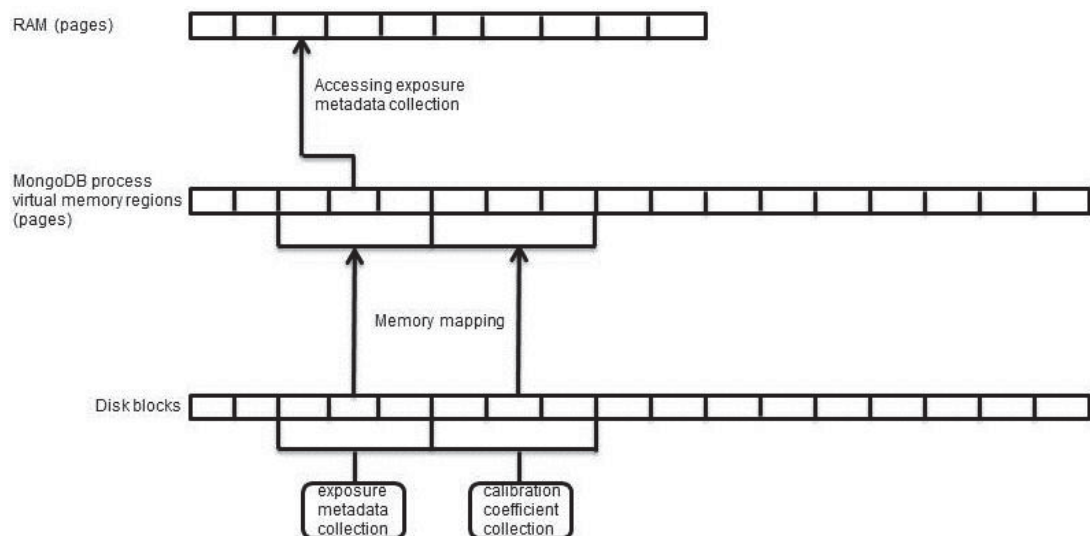 RAM (pages)
Accessing exposure
metadata collection
MongoDB process
virtual memory regions
(pages)
Memory mapping
Disk blocks
exposure
metadata
collection
calibration
coefficient
collection